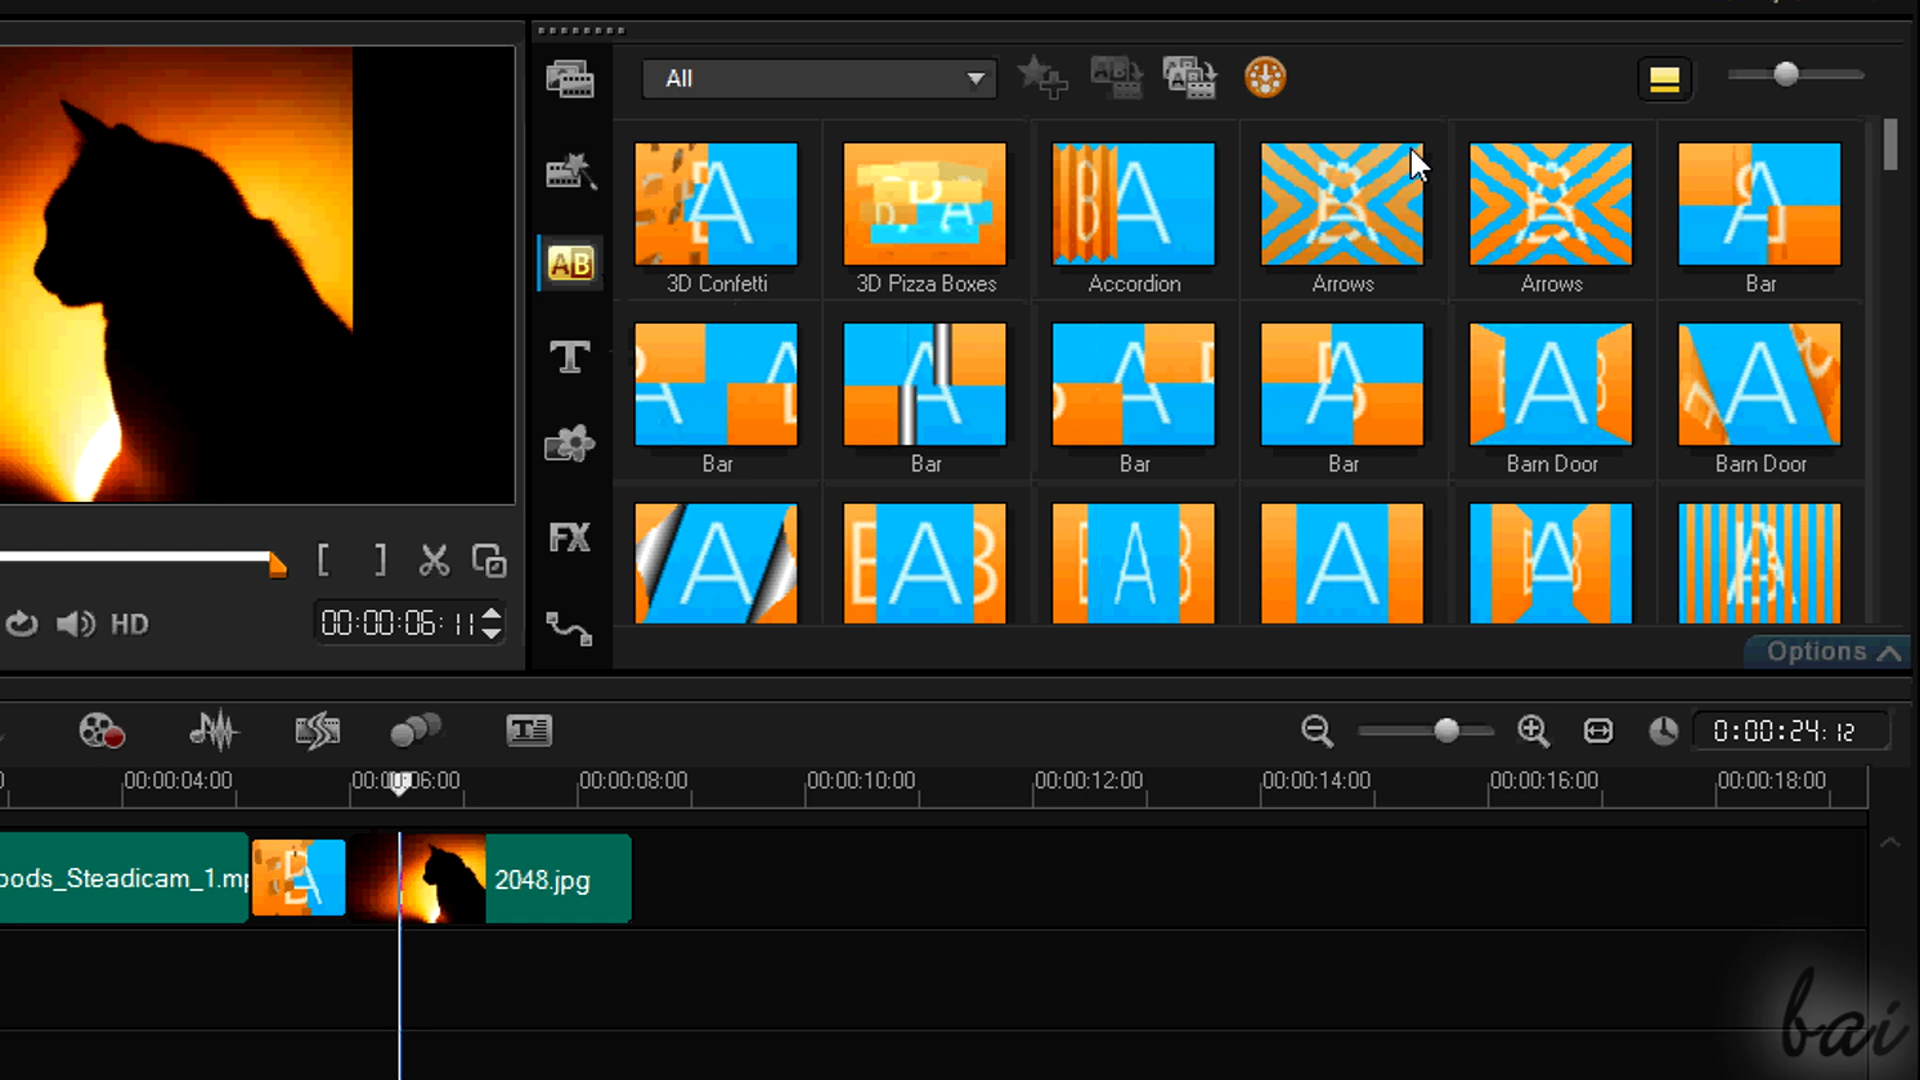 All
3D Confetti
3D Pizza Boxes
Accordion
Arrows
Arrows
Bar
Bar
Bar
Bar
Bar
Barn Door
Barn Door
AB
T
FX
HD
00:00:06:11
Options
0:00:24:12
00:00:04:00
00:00:06:00
00:00:08:00
00:00:10:00
00:00:12:00
00:00:14:00
00:00:16:00
00:00:18:00
oods_Steadicam_1.mp
2048.jpg
bai